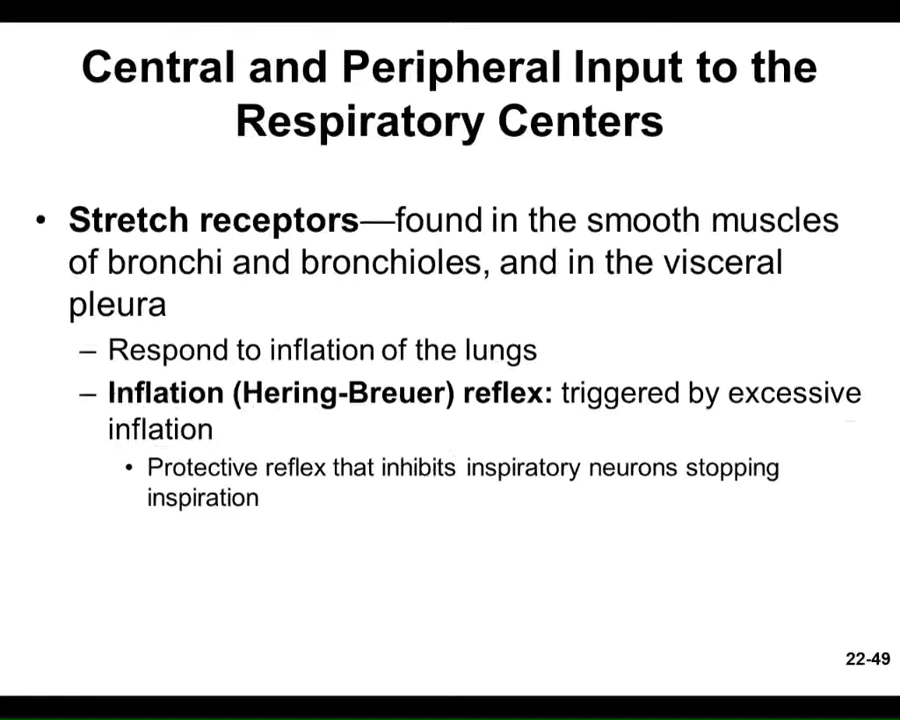 Central and Peripheral Input to the
Respiratory Centers
• Stretch receptors—found in the smooth muscles
of bronchi and bronchioles, and in the visceral
pleura
– Respond to inflation of the lungs
– Inflation (Hering-Breuer) reflex: triggered by excessive
inflation
• Protective reflex that inhibits inspiratory neurons stopping
inspiration
22-49